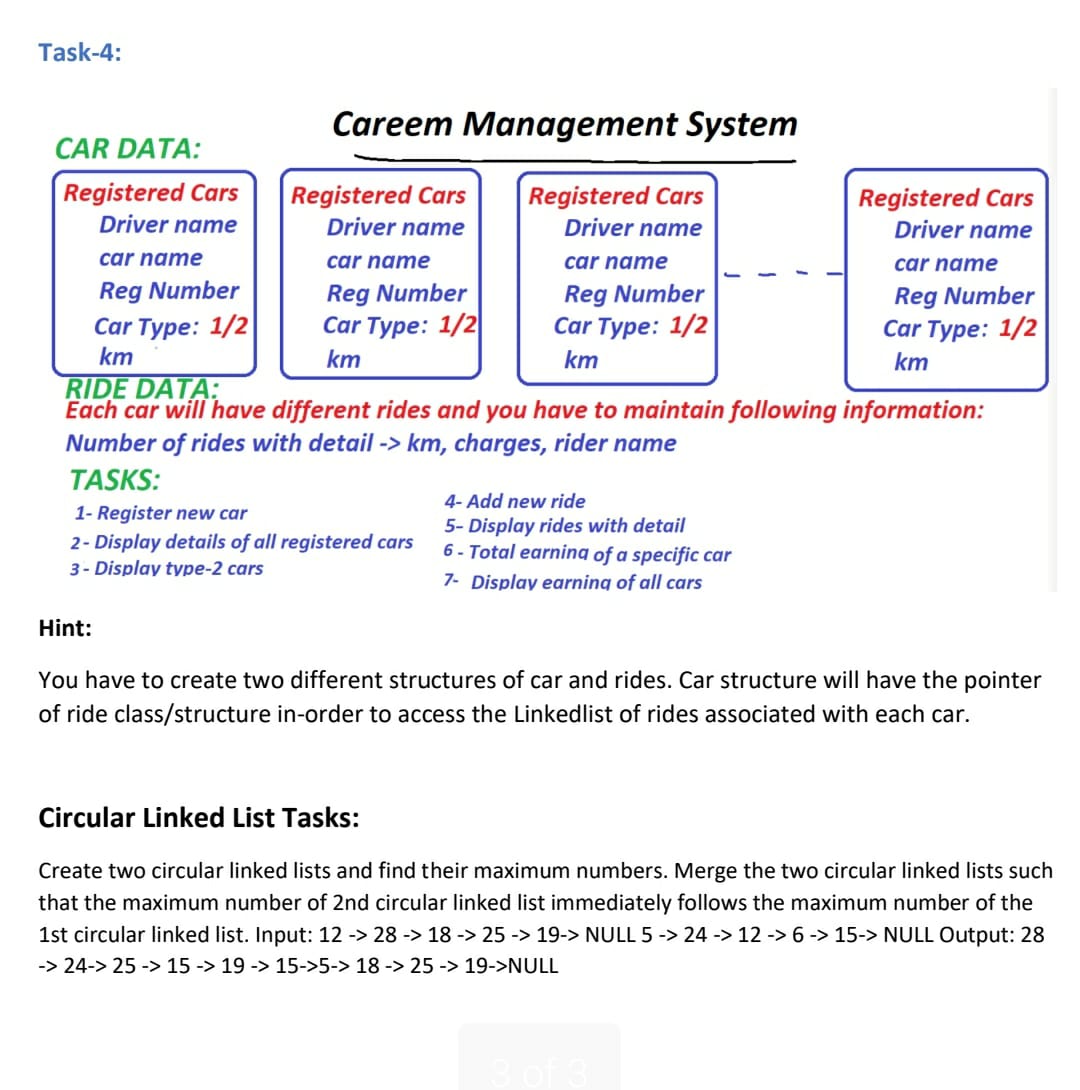 Task-4:
Careem Management System
CAR DATA:
Registered Cars
Driver name
car name
Reg Number
Car Type: 1/2
km
Registered Cars
Driver name
car name
Reg Number
Car Type: 1/2
km
Registered Cars
Driver name
car name
Reg Number
Car Type: 1/2
km
Registered Cars
Driver name
car name
Reg Number
Car Type: 1/2
km
RIDE DATA:
Each car will have different rides and you have to maintain following information:
Number of rides with detail -> km, charges, rider name
TASKS:
1- Register new car
2- Display details of all registered cars
3- Display type-2 cars
4- Add new ride
5- Display rides with detail
6 - Total earning of a specific car
7- Display earning of all cars
Hint:
You have to create two different structures of car and rides. Car structure will have the pointer
of ride class/structure in-order to access the Linkedlist of rides associated with each car.
Circular Linked List Tasks:
Create two circular linked lists and find their maximum numbers. Merge the two circular linked lists such
that the maximum number of 2nd circular linked list immediately follows the maximum number of the
1st circular linked list. Input: 12 -> 28 -> 18 -> 25 -> 19-> NULL 5 -> 24 -> 12 -> 6 -> 15-> NULL Output: 28
-> 24-> 25 -> 15 -> 19 -> 15->5-> 18 -> 25 -> 19->NULL
3 of 3